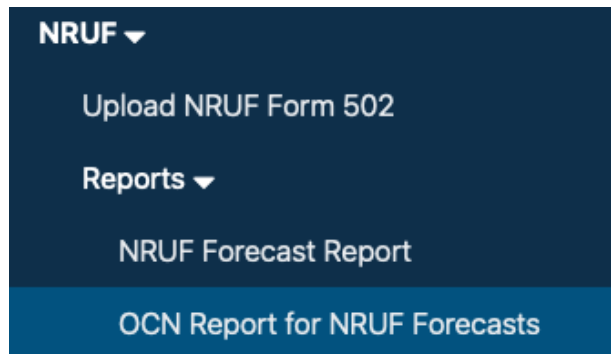 NRUF
Upload NRUF Form 502
Reports
NRUF Forecast Report
OCN Report for NRUF Forecasts